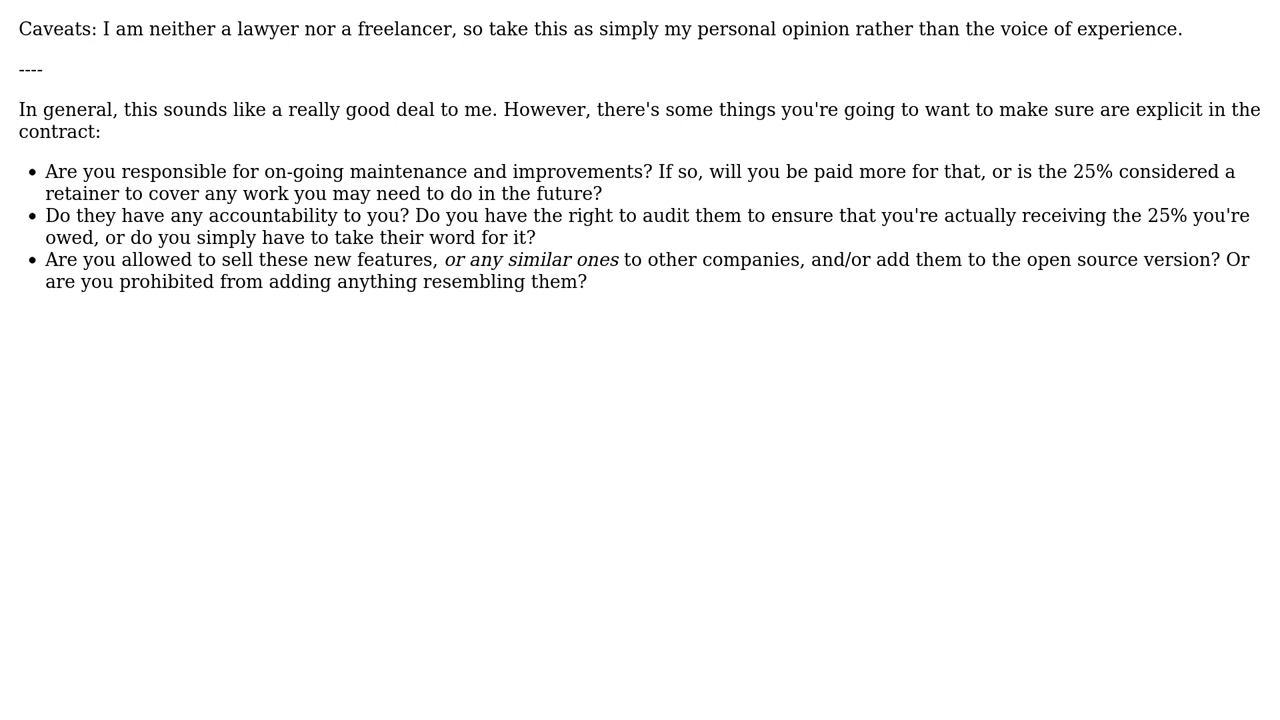 Caveats: I am neither a lawyer nor a freelancer, so take this as simply my personal opinion rather than the voice of experience.
----
In general, this sounds like a really good deal to me. However, there's some things you're going to want to make sure are explicit in the
contract:
• Are you responsible for on-going maintenance and improvements? If so, will you be paid more for that, or is the 25% considered a
retainer to cover any work you may need to do in the future?
• Do they have any accountability to you? Do you have the right to audit them to ensure that you're actually receiving the 25% you're
owed, or do you simply have to take their word for it?
• Are you allowed to sell these new features, or any similar ones to other companies, and/or add them to the open source version? Or
are you prohibited from adding anything resembling them?